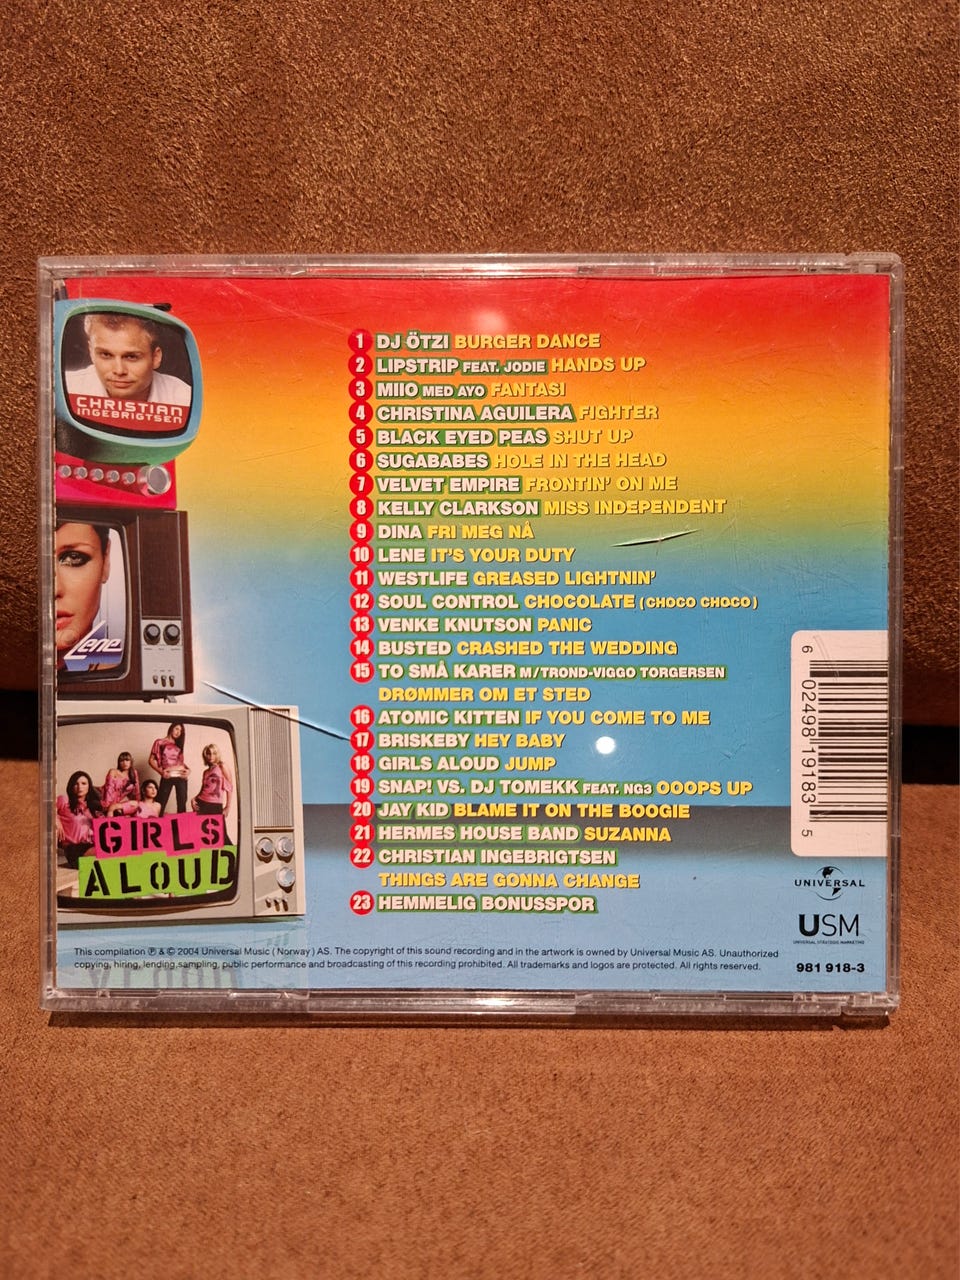 CHRISTIAN
INGEBRIGTSEN
Lene
GIRLS
ALOUD
1 DJ ÖTZI BURGER DANCE
2 LIPSTRIP FEAT. JODIE HANDS UP
3 MIIO MED AYO FANTASI
4 CHRISTINA AGUILERA FIGHTER
5 BLACK EYED PEAS SHUT UP
6 SUGABABES HOLE IN THE HEAD
7 VELVET EMPIRE FRONTIN' ON ME
8 KELLY CLARKSON MISS INDEPENDENT
9 DINA FRI MEG NÅ
10 LENE IT'S YOUR DUTY
11 WESTLIFE GREASED LIGHTNIN'
12 SOUL CONTROL CHOCOLATE (CHOCO CHOCO)
13 VENKE KNUTSON PANIC
14 BUSTED CRASHED THE WEDDING
15 TO SMÅ KARER M/TROND-VIGGO TORGERSEN
DRØMMER OM ET STED
16 ATOMIC KITTEN IF YOU COME TO ME
17 BRISKEBY HEY BABY
18 GIRLS ALOUD JUMP
19 SNAP! VS. DJ TOMEKK FEAT. NG3 OOOPS UP
20 JAY KID BLAME IT ON THE BOOGIE
21 HERMES HOUSE BAND SUZANNA
22 CHRISTIAN INGEBRIGTSEN
THINGS ARE GONNA CHANGE
23 HEMMELIG BONUSSPOR
6 02498 19183 5
UNIVERSAL
USM
UNIVERSAL STRATEGIC MARKETING
981 918-3
This compilation ℗ & © 2004 Universal Music ( Norway ) AS. The copyright of this sound recording and in the artwork is owned by Universal Music AS. Unauthorized
copying, hiring, lending,sampling, public performance and broadcasting of this recording prohibited. All trademarks and logos are protected. All rights reserved.